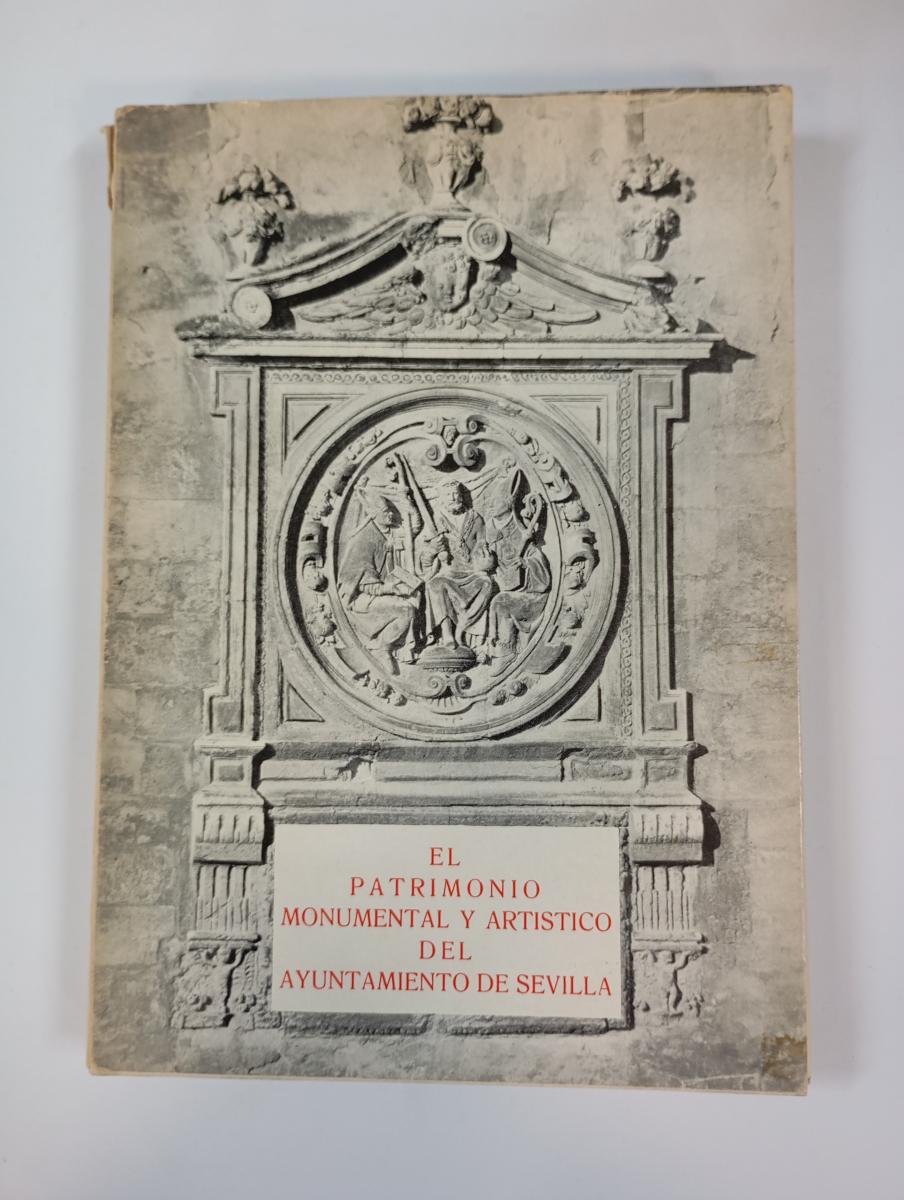 EL
PATRIMONIO
MONUMENTAL Y ARTISTICO
DEL
AYUNTAMIENTO DE SEVILLA